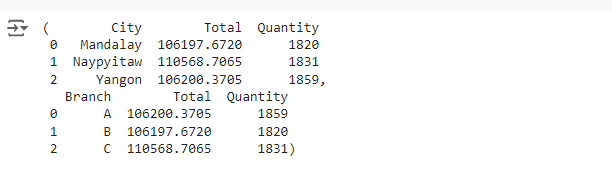 ( City Total Quantity
0 Mandalay 106197.6720 1820
1 Naypyitaw 110568.7065 1831
2 Yangon 106200.3705 1859,
Branch Total Quantity
0 A 106200.3705 1859
1 B 106197.6720 1820
2 C 110568.7065 1831)